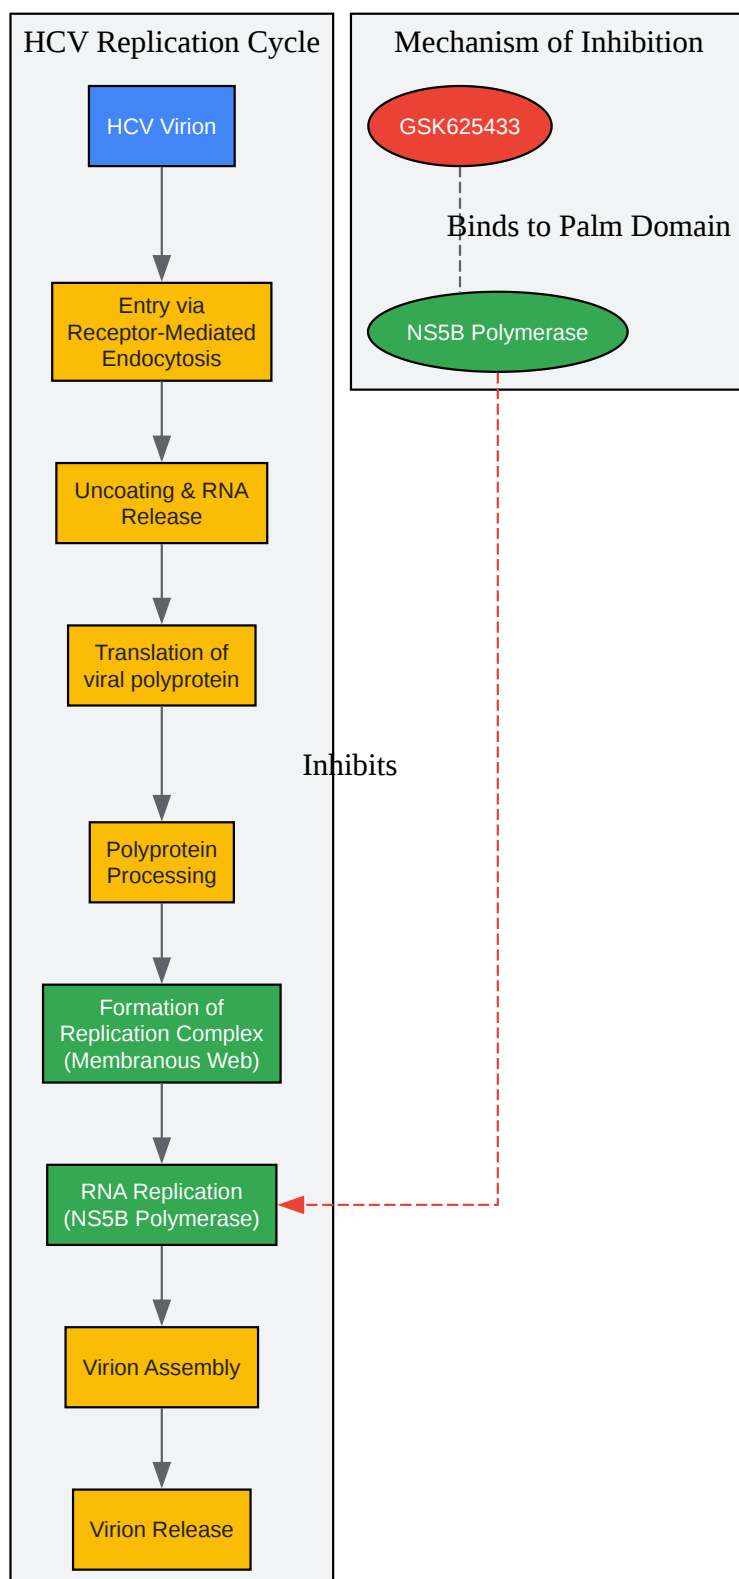 HCV Replication Cycle
HCV Virion
Entry via
Receptor-Mediated
Endocytosis
Uncoating & RNA
Release
Translation of
viral polyprotein
Polyprotein
Processing
Formation of
Replication Complex
(Membranous Web)
RNA Replication
(NS5B Polymerase)
Virion Assembly
Virion Release
Mechanism of Inhibition
GSK625433
Binds to Palm Domain
NS5B Polymerase
Inhibits